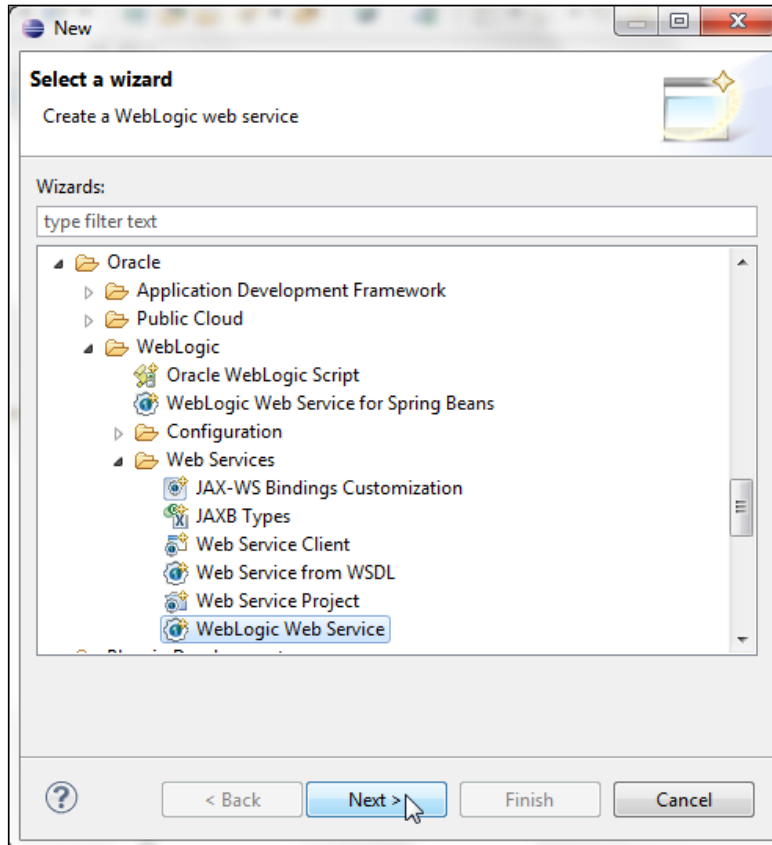 New
Select a wizard
Create a WebLogic web service
Wizards:
type filter text
Oracle
Application Development Framework
Public Cloud
WebLogic
Oracle WebLogic Script
WebLogic Web Service for Spring Beans
Configuration
Web Services
JAX-WS Bindings Customization
JAXB Types
Web Service Client
Web Service from WSDL
Web Service Project
WebLogic Web Service
? < Back Next > Finish Cancel